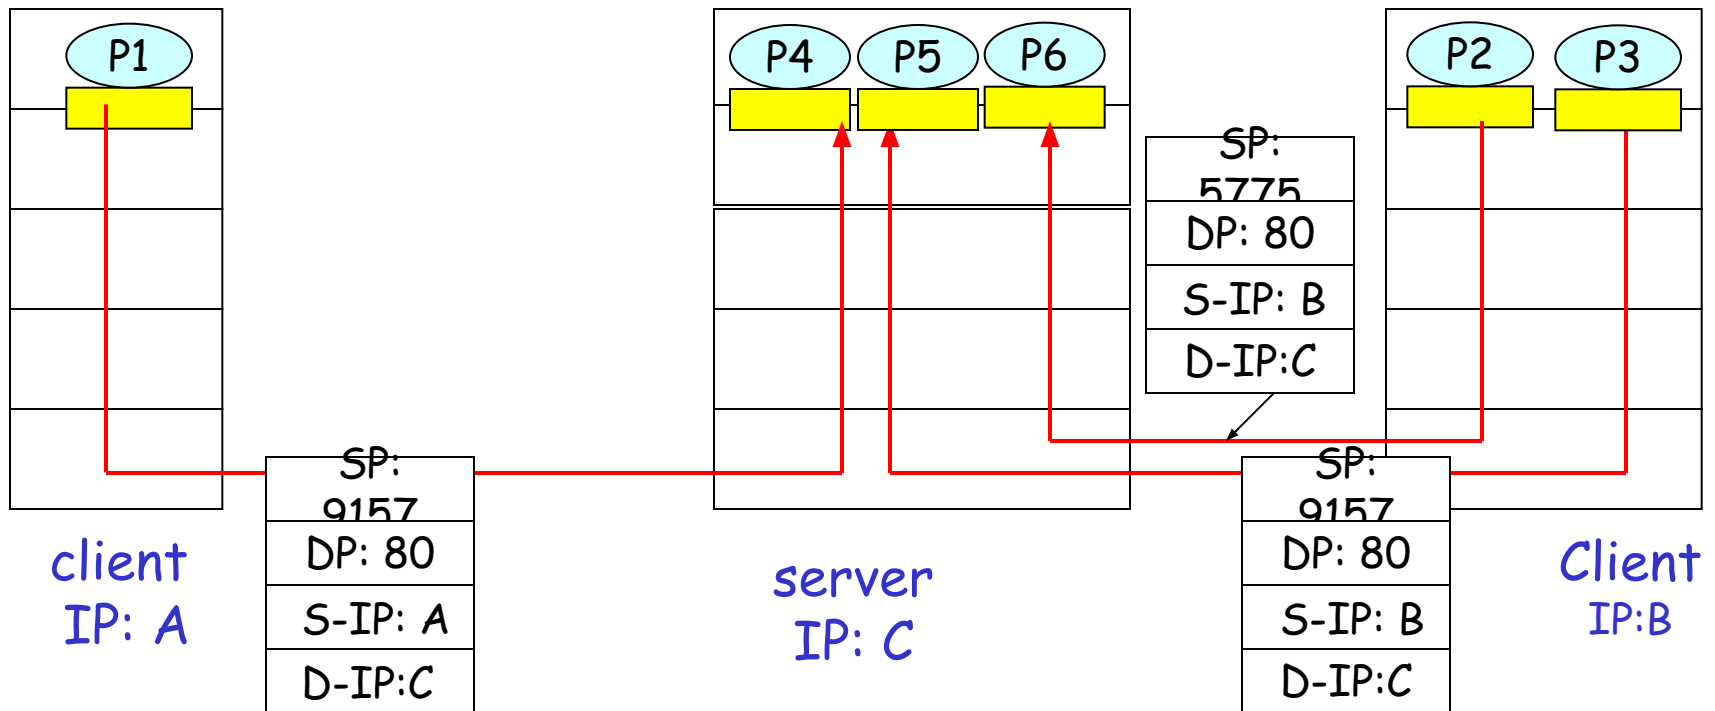 P1
P4
P5
P6
P2
P3
SP:
5775
DP: 80
S-IP: B
D-IP:C
SP:
9157
DP: 80
S-IP: A
D-IP:C
SP:
9157
DP: 80
S-IP: B
D-IP:C
client
IP: A
server
IP: C
Client
IP:B